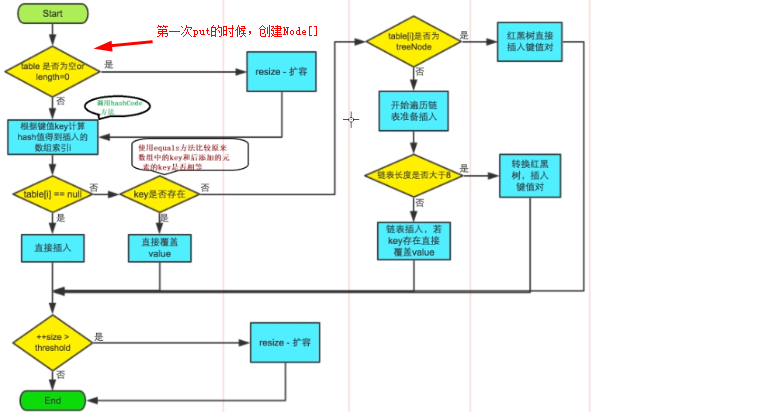 第一次put的时候，创建Node[]
Start
table 是否为空or
length=0
是
resize - 扩容
否
调用hashCode
方法
根据键值key计算
hash值得到插入的
数组索引i
使用equals方法比较原来
数组中的key和后添加的元
素的key是否相等
table[i] == null
否
key是否存在
否
是
是
直接插入
直接覆盖
value
table[i]是否为
treeNode
是
红黑树直接
插入键值对
否
开始遍历链
表准备插入
链表长度是否大于8
是
转换红黑
树，插入
键值对
否
链表插入，若
key存在直接
覆盖value
++size >
threshold
是
resize - 扩容
否
End